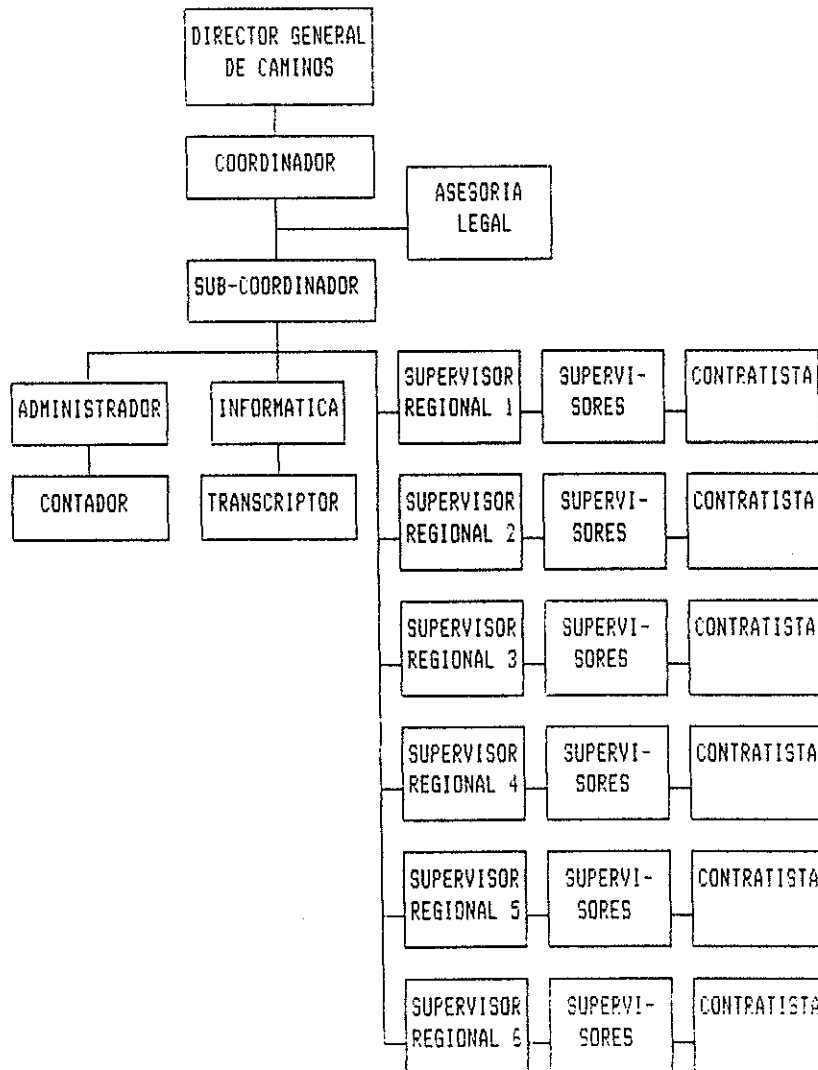 DIRECTOR GENERAL
DE CAMINOS
COORDINADOR
ASESORIA
LEGAL
SUB-COORDINADOR
ADMINISTRADOR
INFORMATICA
CONTADOR
TRANSCRIPTOR
SUPERVISOR
REGIONAL 1
SUPERVI-
SORES
CONTRATISTA
SUPERVISOR
REGIONAL 2
SUPERVI-
SORES
CONTRATISTA
SUPERVISOR
REGIONAL 3
SUPERVI-
SORES
CONTRATISTA
SUPERVISOR
REGIONAL 4
SUPERVI-
SORES
CONTRATISTA
SUPERVISOR
REGIONAL 5
SUPERVI-
SORES
CONTRATISTA
SUPERVISOR
REGIONAL 6
SUPERVI-
SORES
CONTRATISTA